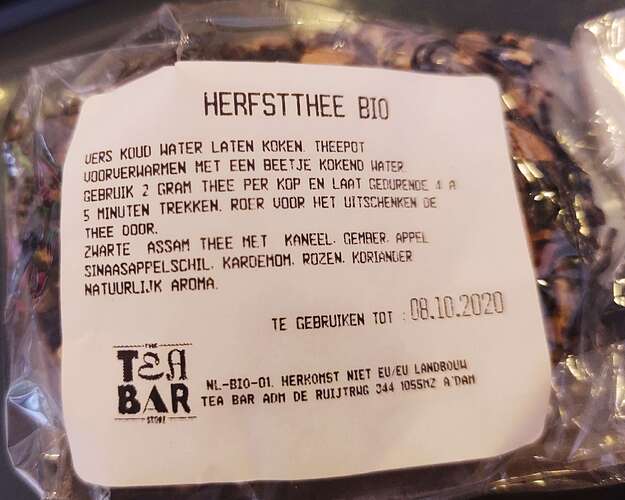 HERFSTTHEE BIO
VERS KOUD WATER LATEN KOKEN. THEEPOT
VOORVERWARMEN MET EEN BEETJE KOKEND WATER.
GEBRUIK 2 GRAM THEE PER KOP EN LAAT GEDURENDE 4 A
5 MINUTEN TREKKEN. ROER VOOR HET UITSCHENKEN DE
THEE DOOR.
ZWARTE ASSAM THEE MET KANEEL. GEMBER. APPEL
SINAASAPPELSCHIL. KARDEMOM. ROZEN. KORIANDER
NATUURLIJK AROMA.
TE GEBRUIKEN TOT : 08.10.2020
THE
TEA
BAR
STORE
NL-BIO-01. HERKOMST NIET EU/EU LANDBOUW
TEA BAR ADM DE RUIJTRWG 344 1055MZ A'DAM